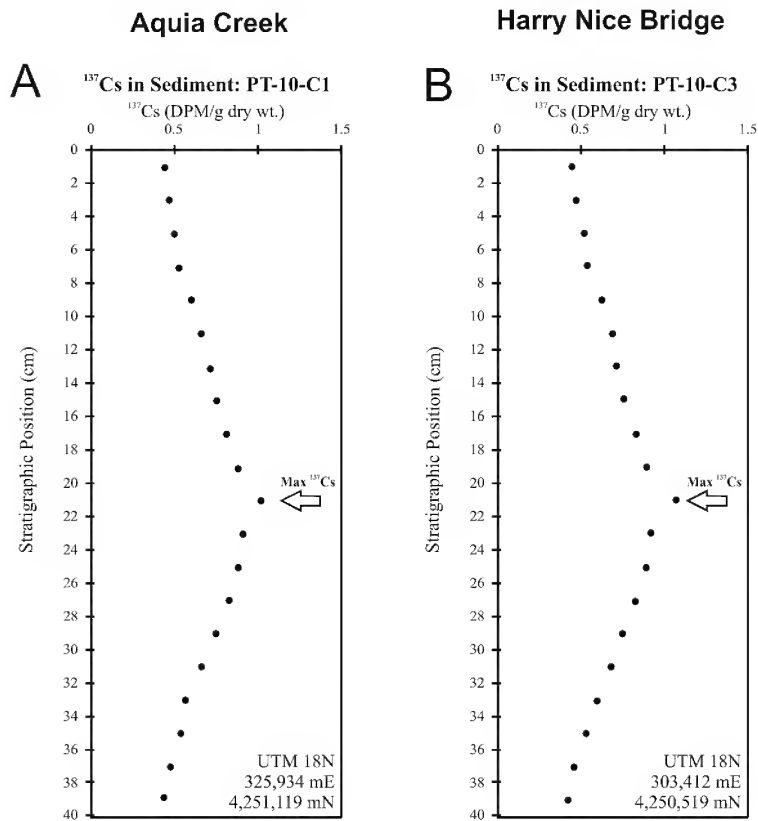 Aquia Creek
A
¹³⁷Cs in Sediment: PT-10-C1
¹³⁷Cs (DPM/g dry wt.)
0 0.5 1 1.5
0
2
4
6
8
10
12
14
16
18
20
22
24
26
28
30
32
34
36
38
40
Stratigraphic Position (cm)
Max ¹³⁷Cs
UTM 18N
325,934 mE
4,251,119 mN
Harry Nice Bridge
B
¹³⁷Cs in Sediment: PT-10-C3
¹³⁷Cs (DPM/g dry wt.)
0 0.5 1 1.5
0
2
4
6
8
10
12
14
16
18
20
22
24
26
28
30
32
34
36
38
40
Stratigraphic Position (cm)
Max ¹³⁷Cs
UTM 18N
303,412 mE
4,250,519 mN